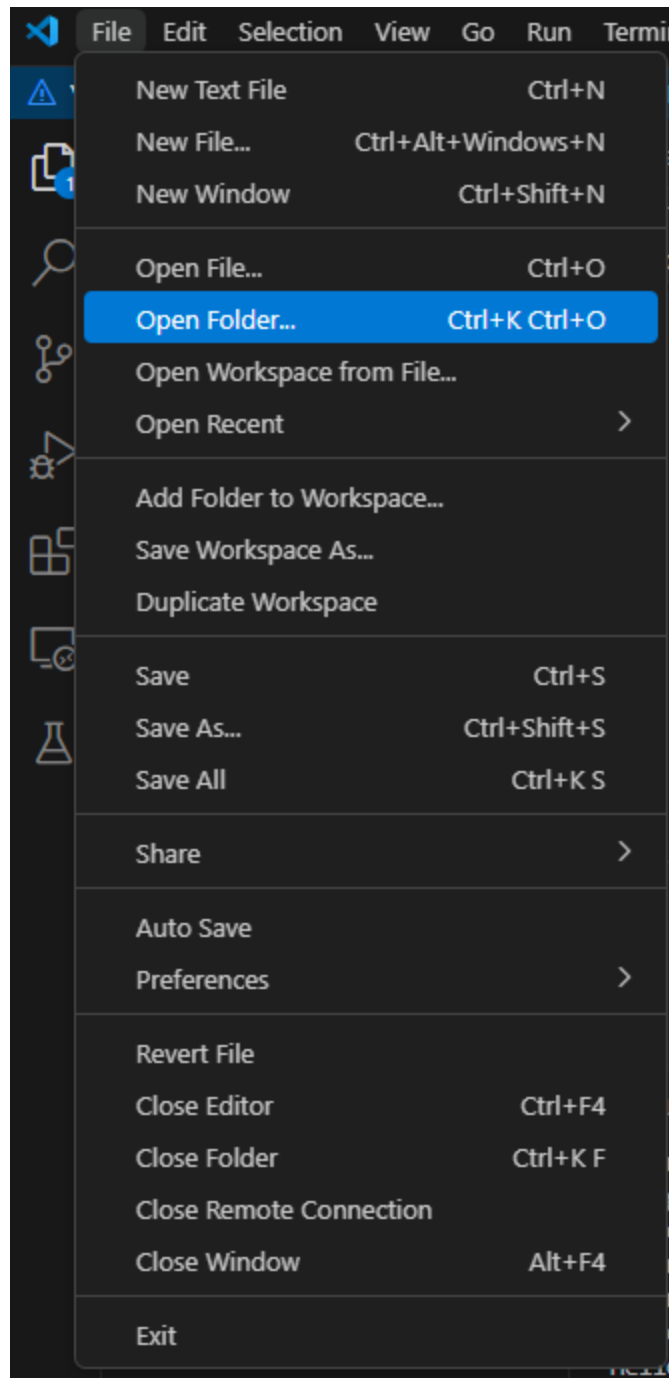 File Edit Selection View Go Run Termi
New Text File Ctrl+N
New File... Ctrl+Alt+Windows+N
New Window Ctrl+Shift+N
Open File... Ctrl+O
Open Folder... Ctrl+K Ctrl+O
Open Workspace from File...
Open Recent
Add Folder to Workspace...
Save Workspace As...
Duplicate Workspace
Save Ctrl+S
Save As... Ctrl+Shift+S
Save All Ctrl+K S
Share
Auto Save
Preferences
Revert File
Close Editor Ctrl+F4
Close Folder Ctrl+K F
Close Remote Connection
Close Window Alt+F4
Exit